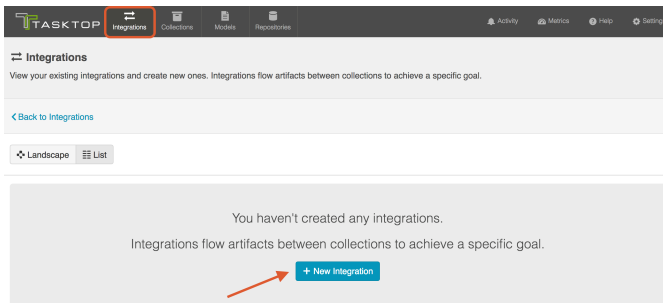 TASKTOP
Integrations
Collections
Models
Repositories
Activity
Metrics
Help
Setting
Integrations
View your existing integrations and create new ones. Integrations flow artifacts between collections to achieve a specific goal.
Back to Integrations
Landscape
List
You haven't created any integrations.
Integrations flow artifacts between collections to achieve a specific goal.
+ New Integration